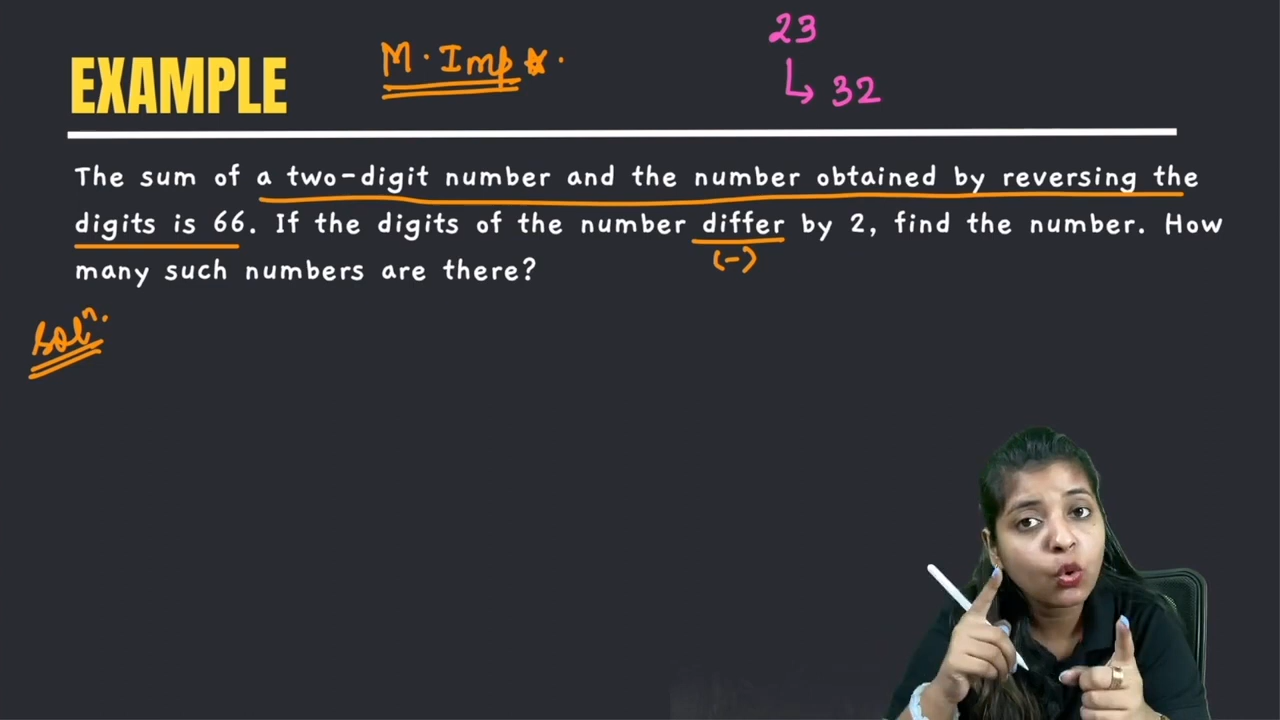 EXAMPLE
M. Imp
23
32
The sum of a two-digit number and the number obtained by reversing the
digits is 66. If the digits of the number differ by 2, find the number. How
(-)
many such numbers are there?
Solⁿ.